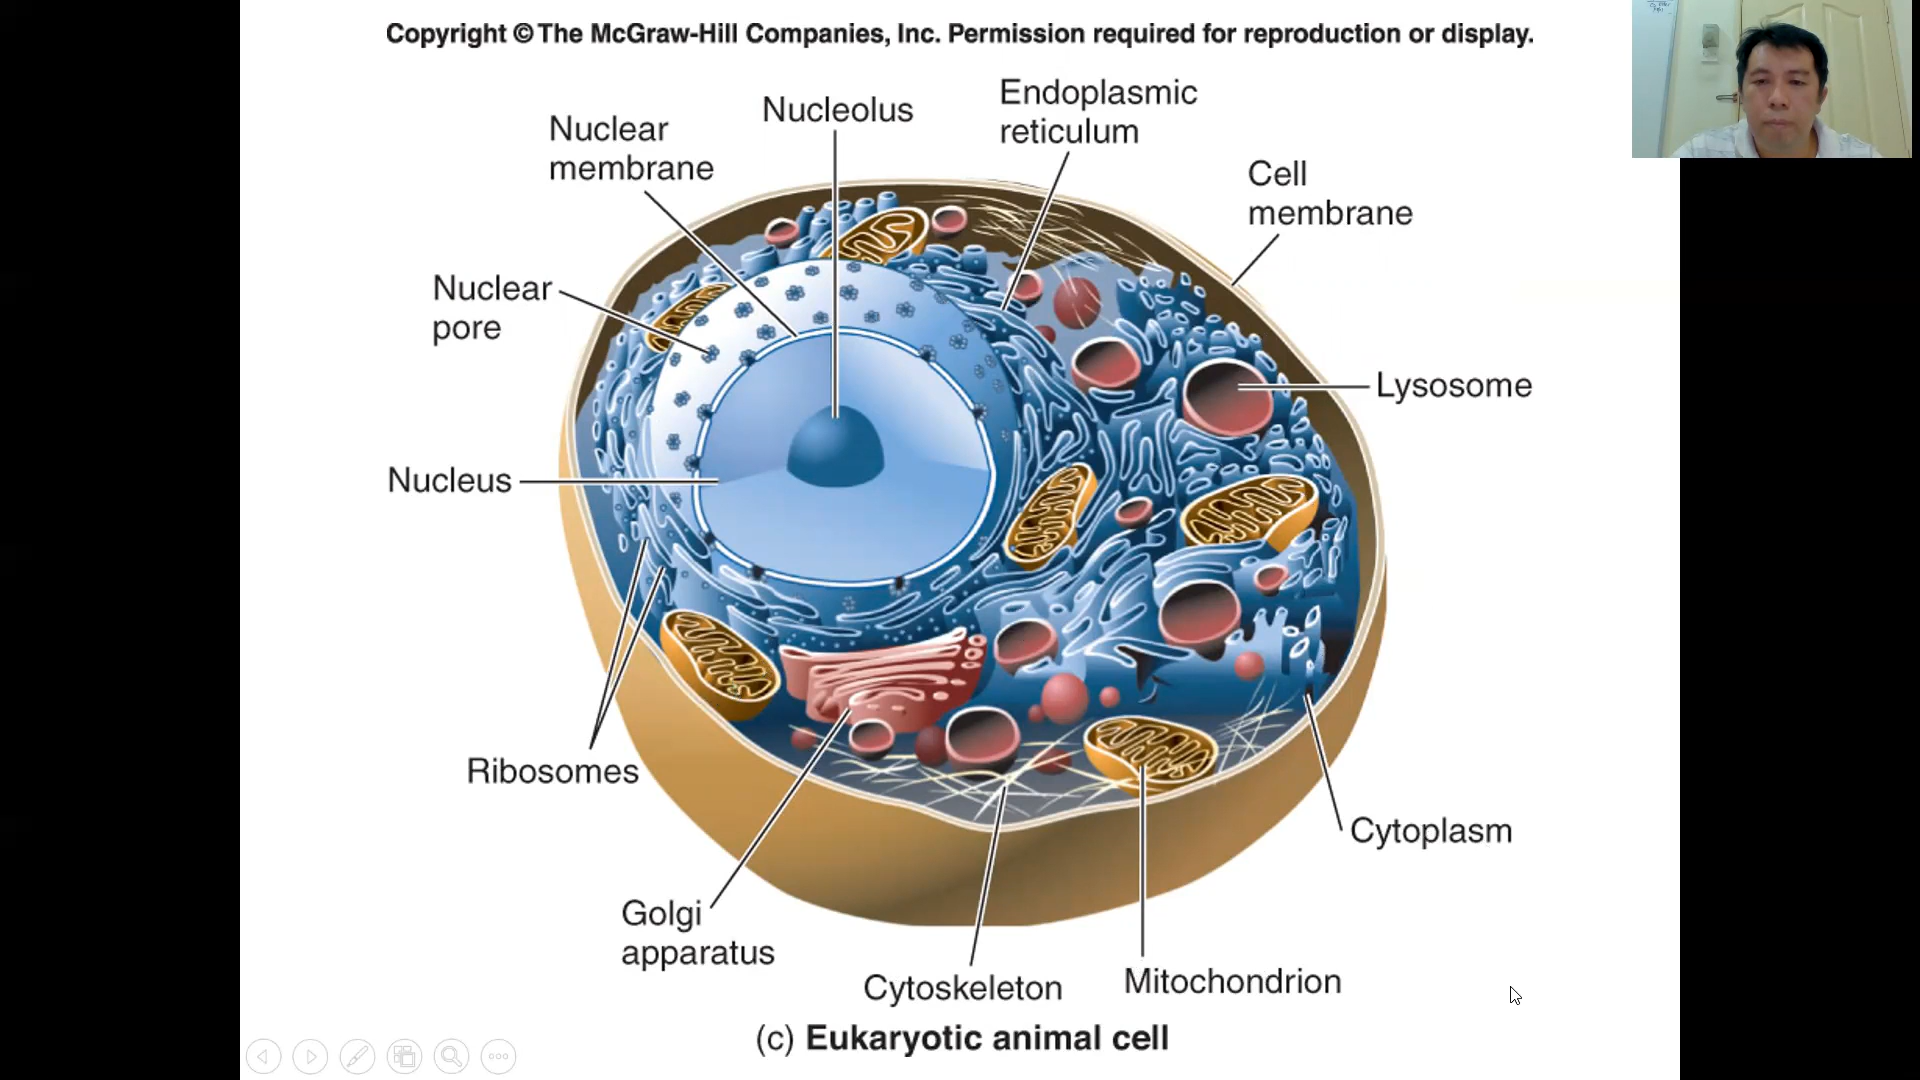 Copyright © The McGraw-Hill Companies, Inc. Permission required for reproduction or display.
Nucleolus
Endoplasmic
reticulum
Nuclear
membrane
Cell
membrane
Nuclear
pore
Lysosome
Nucleus
Ribosomes
Cytoplasm
Golgi
apparatus
Cytoskeleton
Mitochondrion
(c) Eukaryotic animal cell